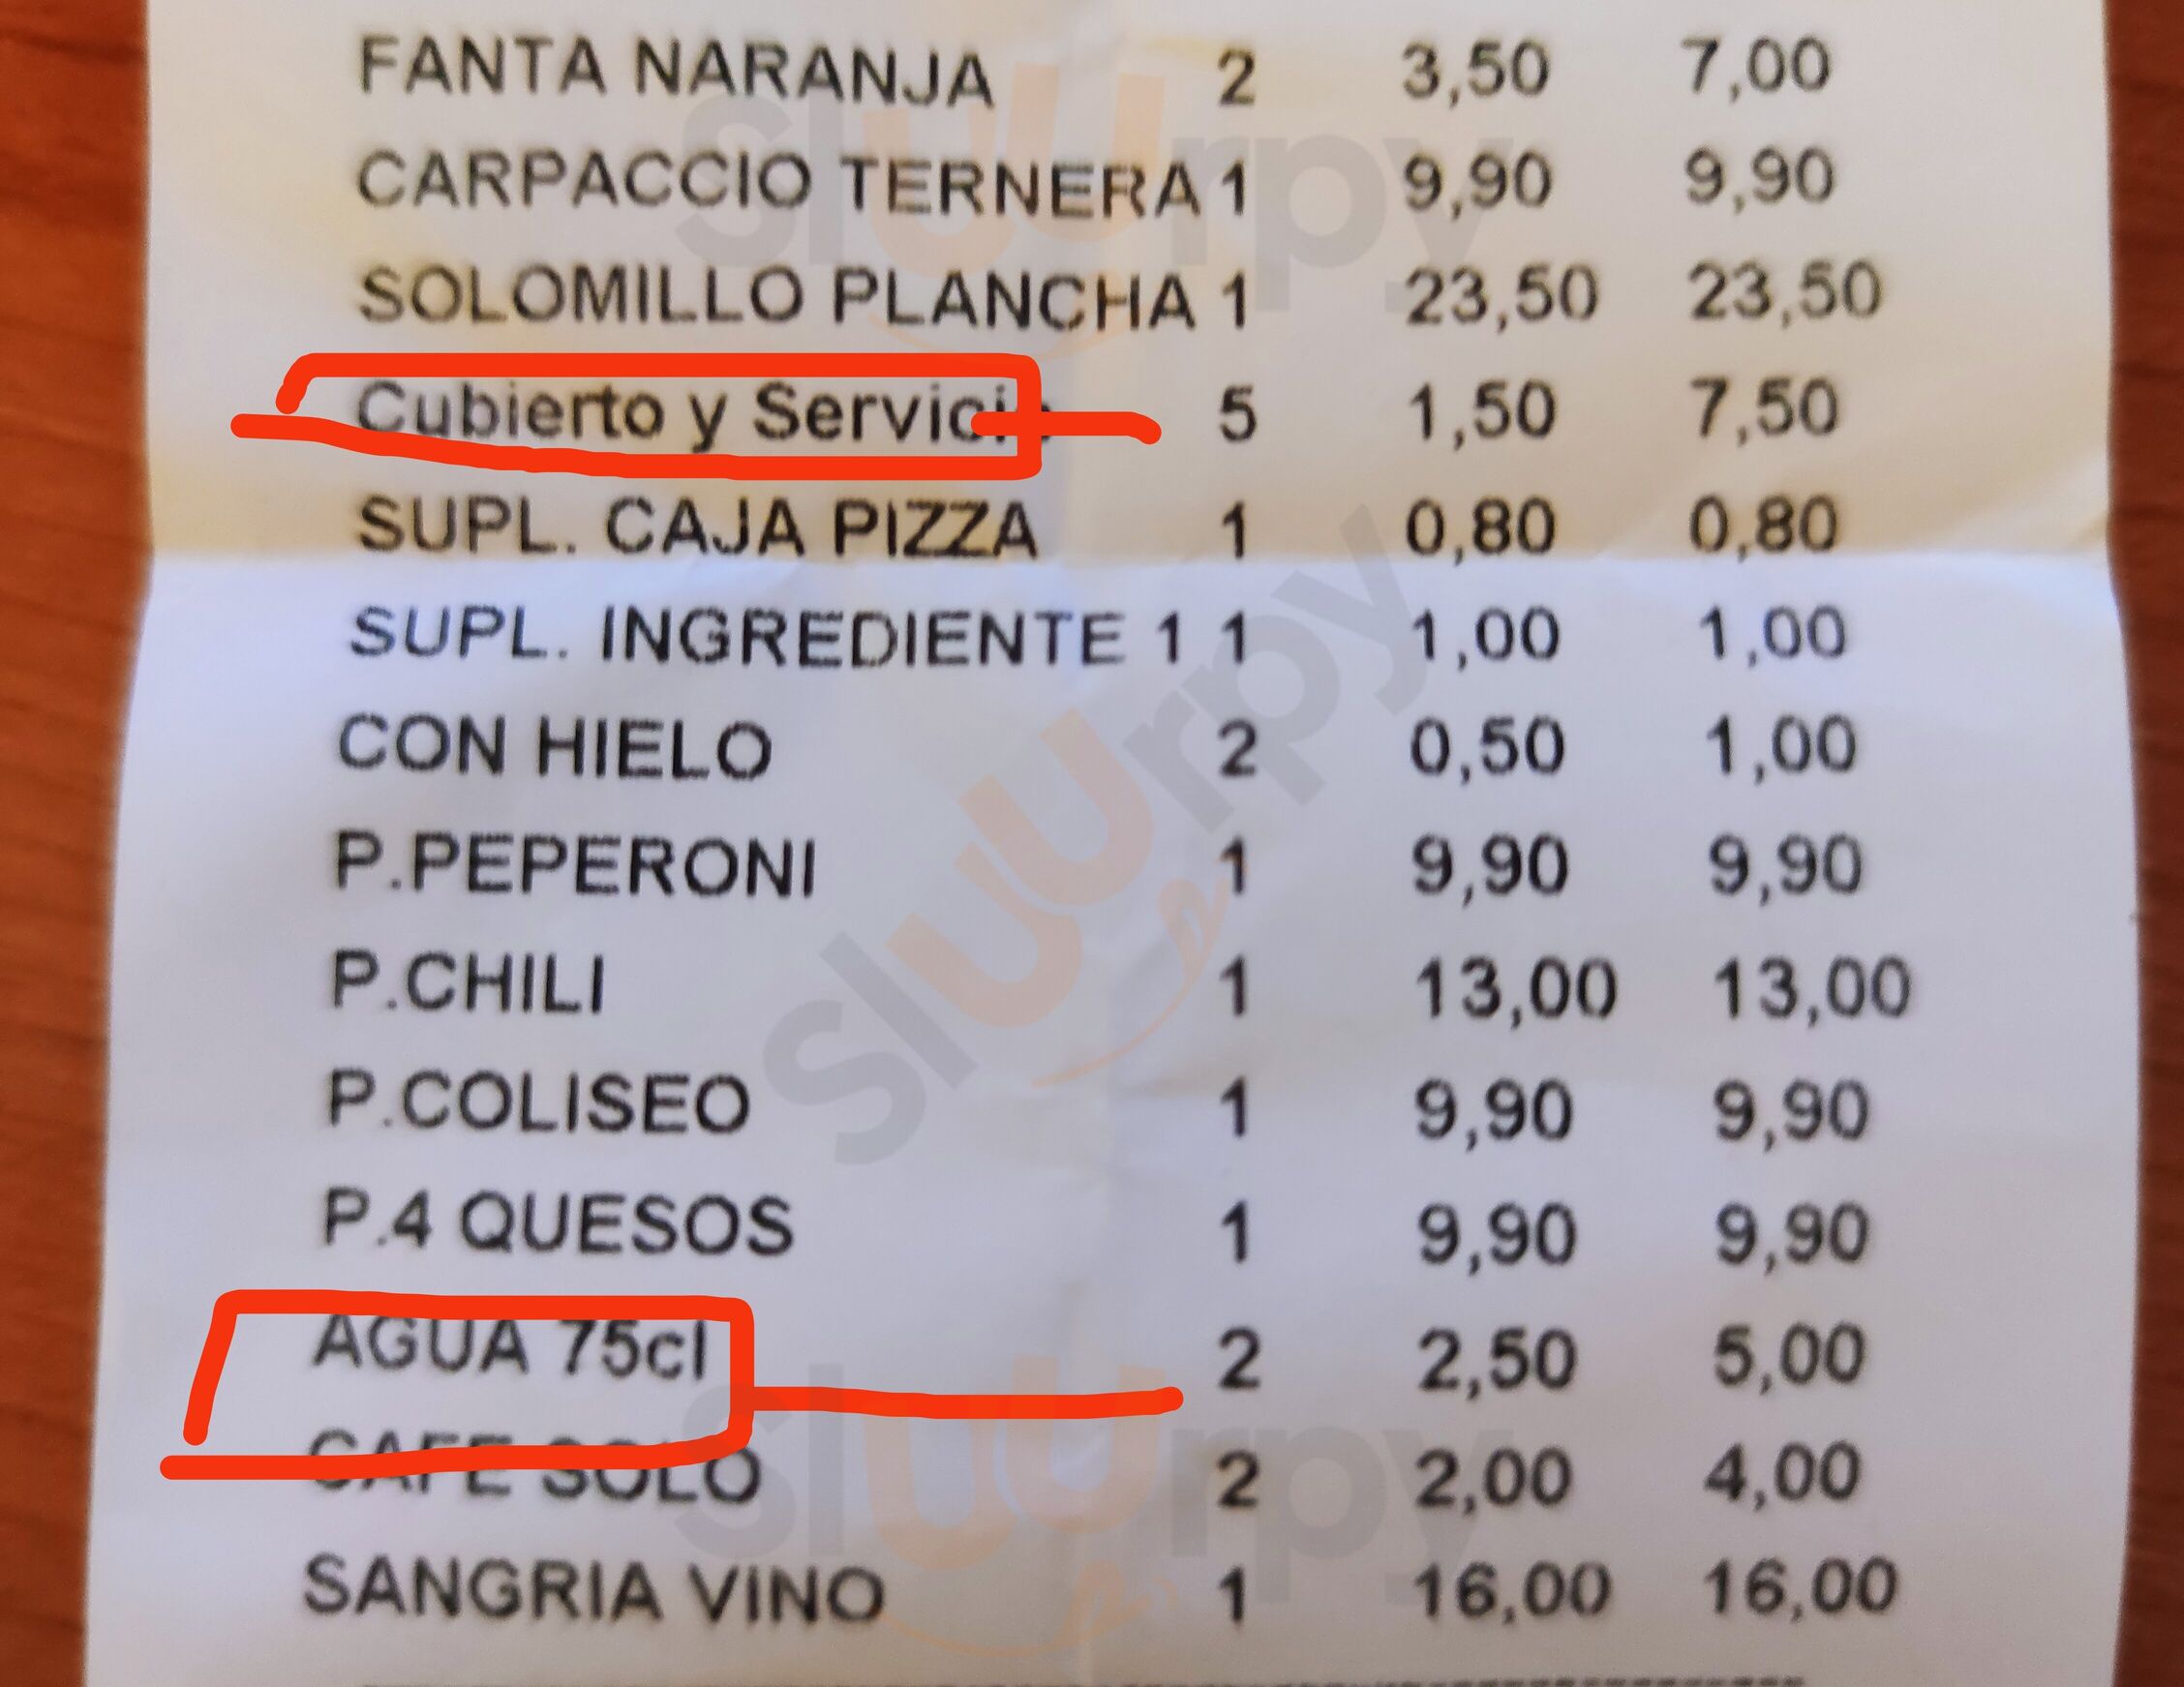 FANTA NARANJA 2 3,50 7,00
CARPACCIO TERNERA 1 9,90 9,90
SOLOMILLO PLANCHA 1 23,50 23,50
Cubierto y Servicio 5 1,50 7,50
SUPL. CAJA PIZZA 1 0,80 0,80
SUPL. INGREDIENTE 1 1 1,00 1,00
CON HIELO 2 0,50 1,00
P.PEPERONI 1 9,90 9,90
P.CHILI 1 13,00 13,00
P.COLISEO 1 9,90 9,90
P.4 QUESOS 1 9,90 9,90
AGUA 75cl 2 2,50 5,00
CAFE SOLO 2 2,00 4,00
SANGRIA VINO 1 16,00 16,00
Sluurpy
Sluurpy
Sluurpy